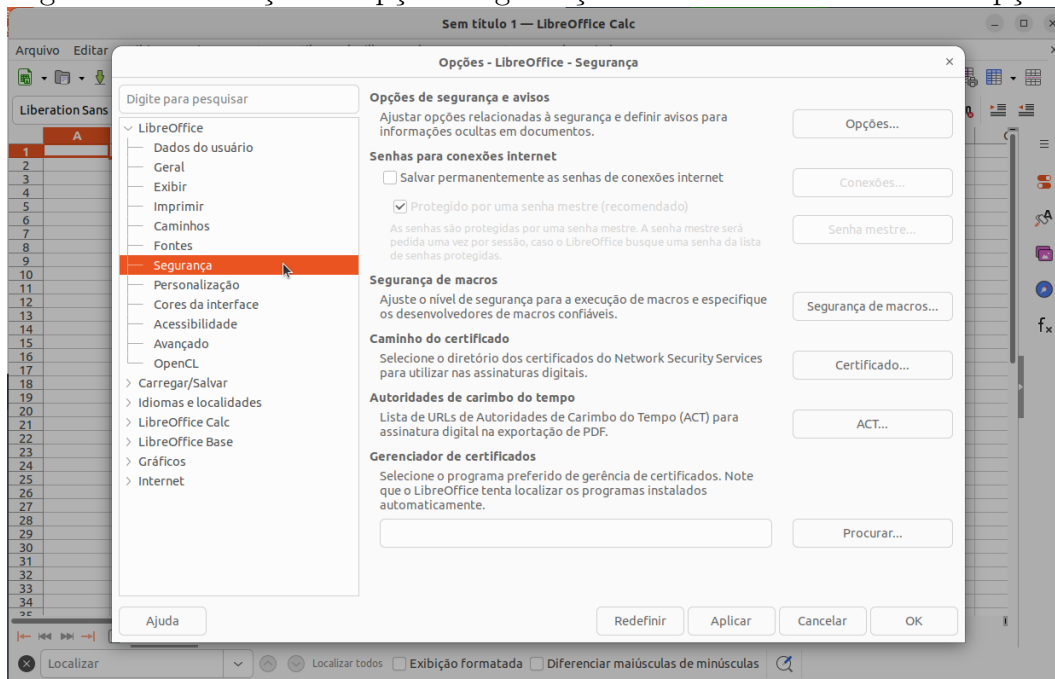 Sem título 1 — LibreOffice Calc
Arquivo Editar
Liberation Sans
A
1
2
3
4
5
6
7
8
9
10
11
12
13
14
15
16
17
18
19
20
21
22
23
24
25
26
27
28
29
30
31
32
33
34
35
Opções - LibreOffice - Segurança
Digite para pesquisar
LibreOffice
Dados do usuário
Geral
Exibir
Imprimir
Caminhos
Fontes
Segurança
Personalização
Cores da interface
Acessibilidade
Avançado
OpenCL
Carregar/Salvar
Idiomas e localidades
LibreOffice Calc
LibreOffice Base
Gráficos
Internet
Opções de segurança e avisos
Ajustar opções relacionadas à segurança e definir avisos para
informações ocultas em documentos.
Opções...
Senhas para conexões internet
Salvar permanentemente as senhas de conexões internet
Conexões...
Protegido por uma senha mestre (recomendado)
As senhas são protegidas por uma senha mestre. A senha mestre será
pedida uma vez por sessão, caso o LibreOffice busque uma senha da lista
de senhas protegidas.
Senha mestre...
Segurança de macros
Ajuste o nível de segurança para a execução de macros e especifique
os desenvolvedores de macros confiáveis.
Segurança de macros...
Caminho do certificado
Selecione o diretório dos certificados do Network Security Services
para utilizar nas assinaturas digitais.
Certificado...
Autoridades de carimbo do tempo
Lista de URLs de Autoridades de Carimbo do Tempo (ACT) para
assinatura digital na exportação de PDF.
ACT...
Gerenciador de certificados
Selecione o programa preferido de gerência de certificados. Note
que o LibreOffice tenta localizar os programas instalados
automaticamente.
Procurar...
Ajuda
Redefinir
Aplicar
Cancelar
OK
Localizar
Localizar todos
Exibição formatada
Diferenciar maiúsculas de minúsculas